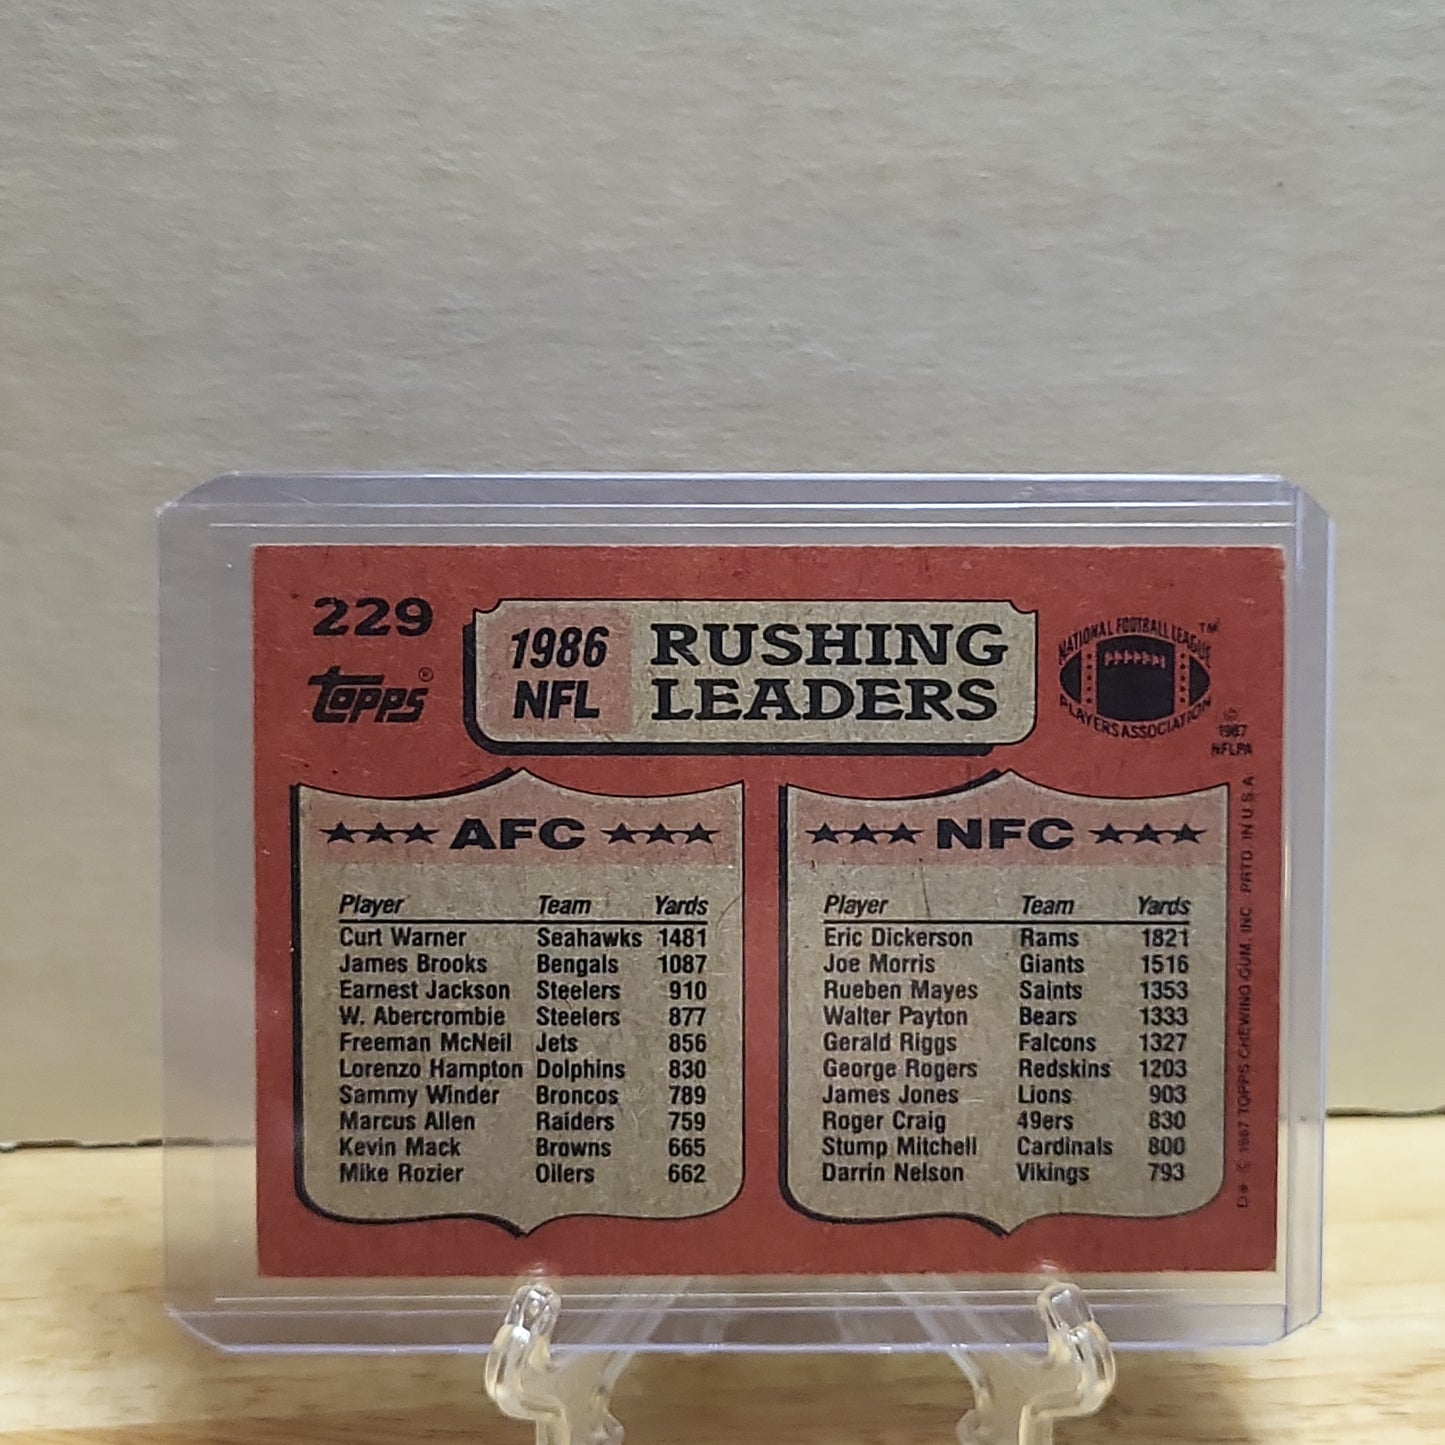 229
topps®
1986 NFL
RUSHING LEADERS
NATIONAL FOOTBALL LEAGUE ™
PLAYERS ASSOCIATION
© 1987 NFLPA
★★★ AFC ★★★
Player Team Yards
Curt Warner Seahawks 1481
James Brooks Bengals 1087
Earnest Jackson Steelers 910
W. Abercrombie Steelers 877
Freeman McNeil Jets 856
Lorenzo Hampton Dolphins 830
Sammy Winder Broncos 789
Marcus Allen Raiders 759
Kevin Mack Browns 665
Mike Rozier Oilers 662
★★★ NFC ★★★
Player Team Yards
Eric Dickerson Rams 1821
Joe Morris Giants 1516
Rueben Mayes Saints 1353
Walter Payton Bears 1333
Gerald Riggs Falcons 1327
George Rogers Redskins 1203
James Jones Lions 903
Roger Craig 49ers 830
Stump Mitchell Cardinals 800
Darrin Nelson Vikings 793
D* © 1987 TOPPS CHEWING GUM, INC. PRTD. IN U.S.A.